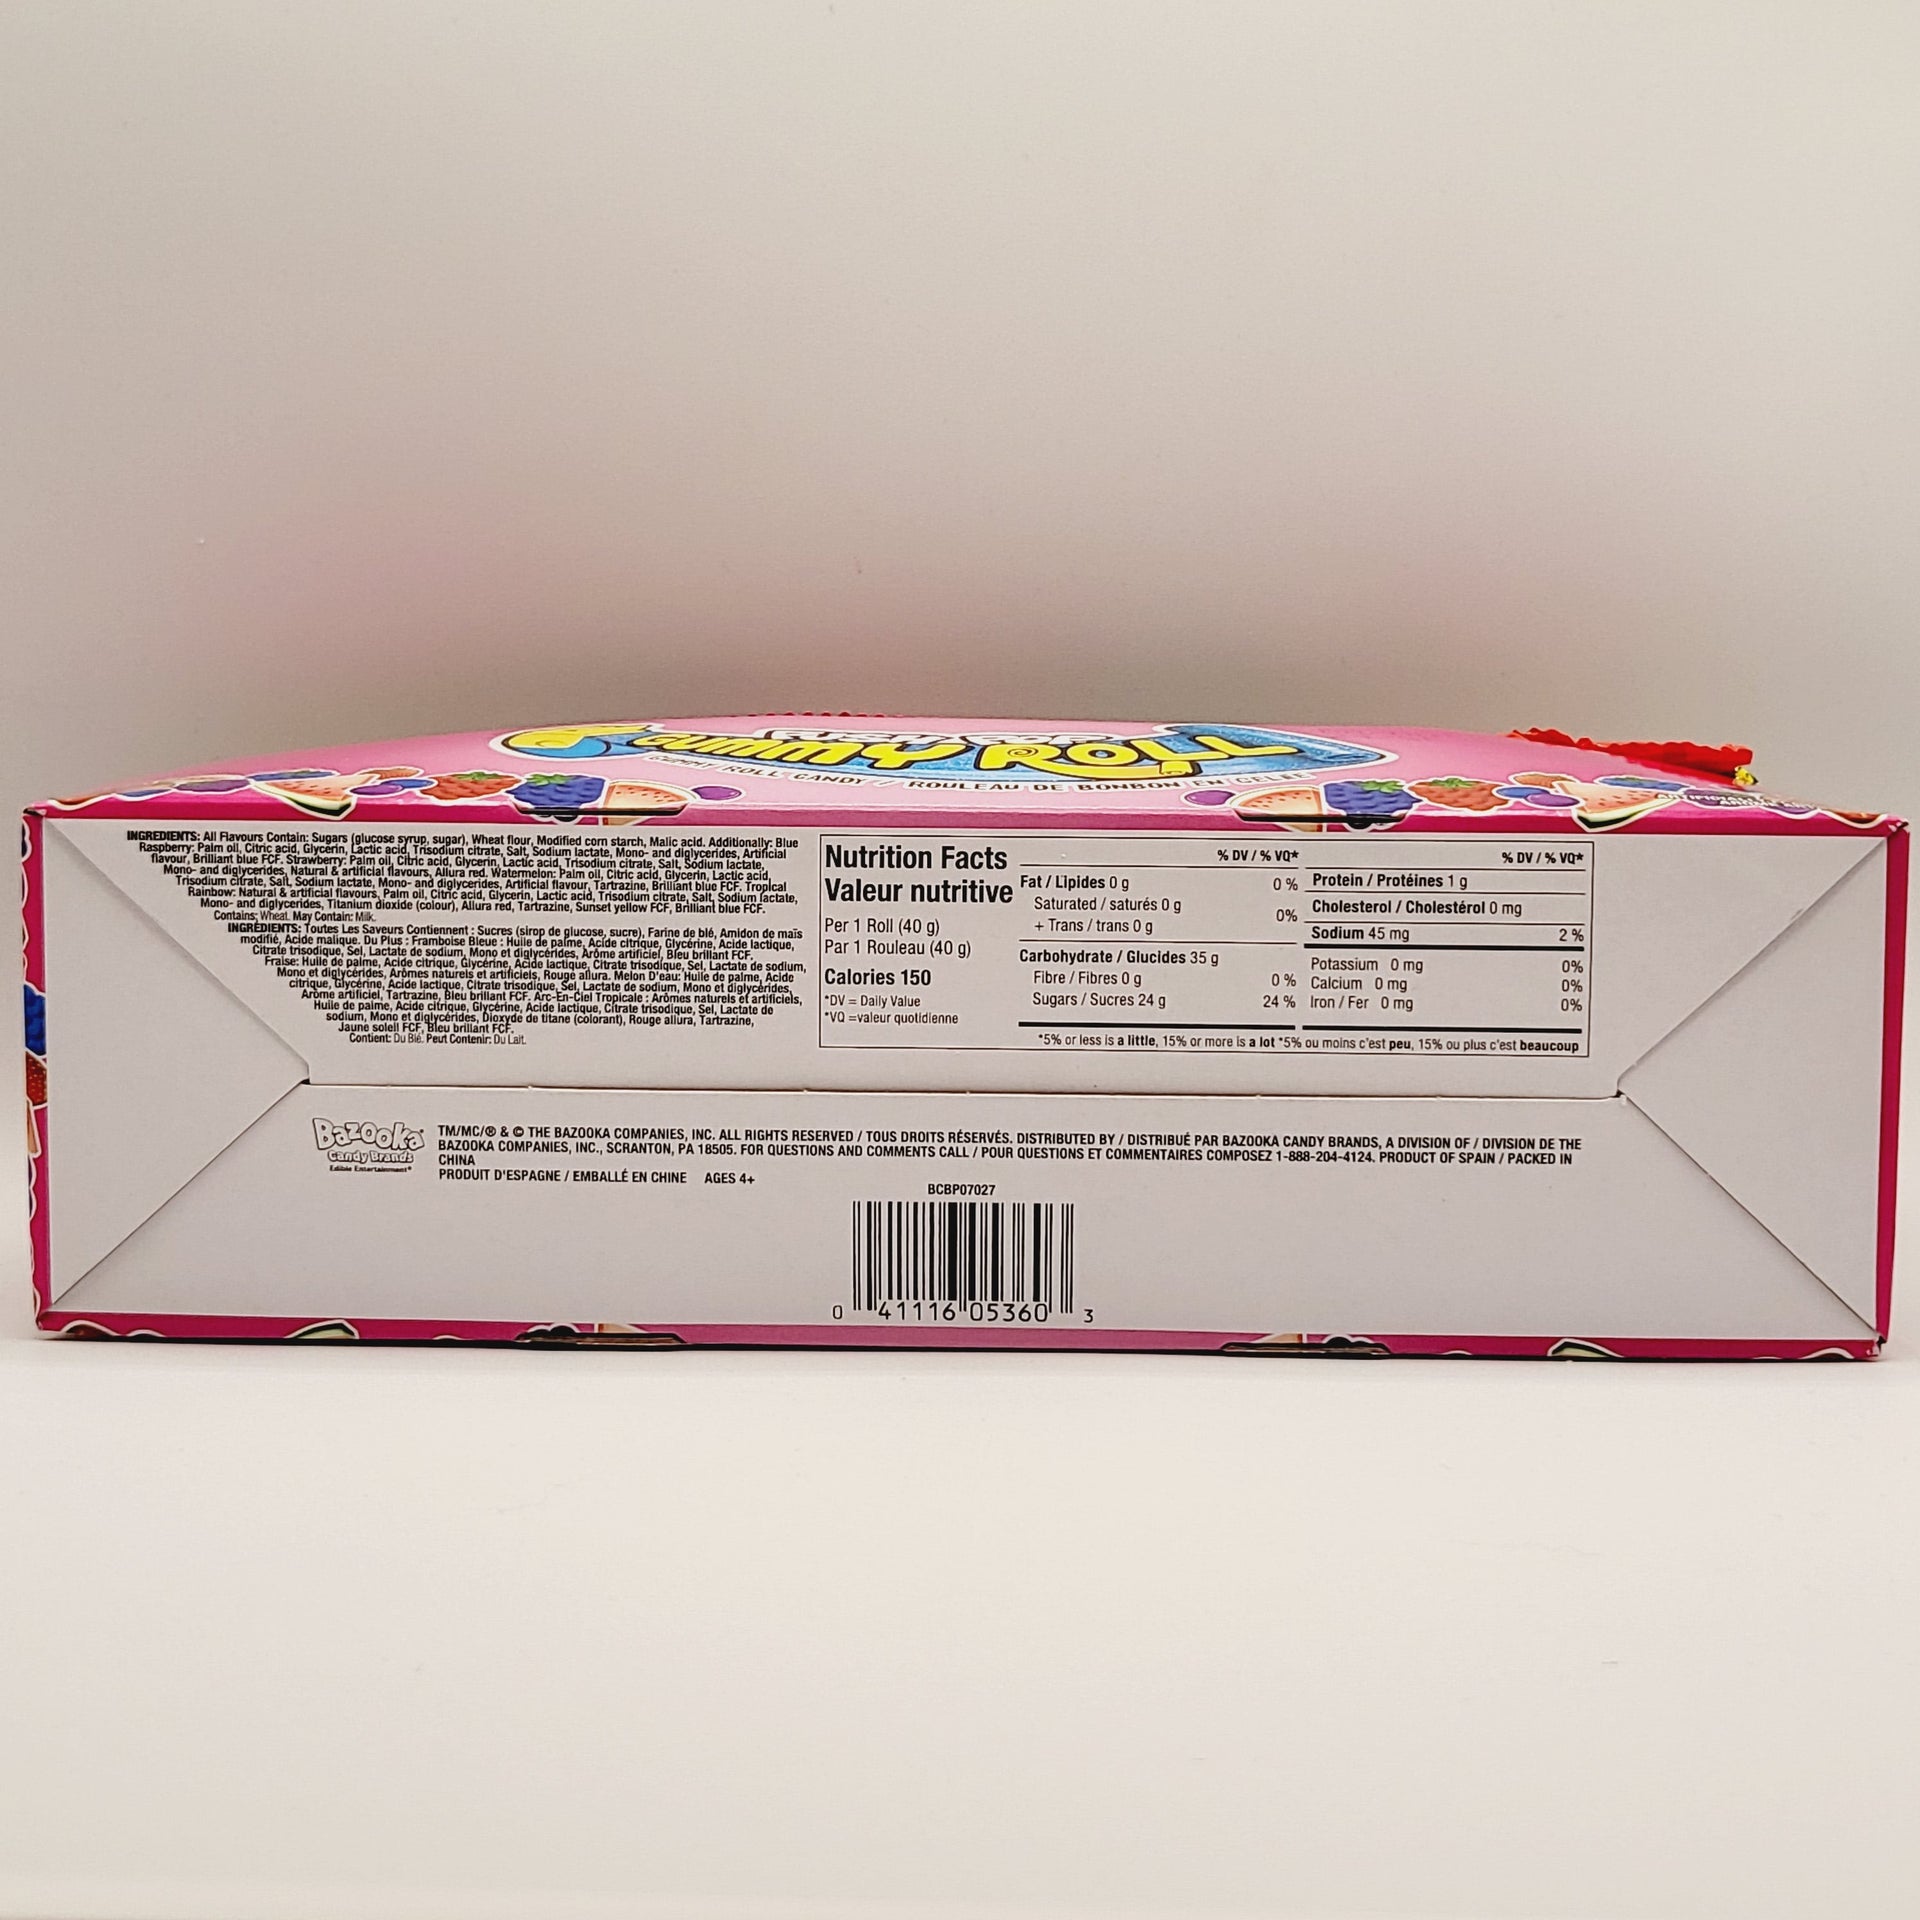 PUSH POP
GUMMY ROLL
GUMMY ROLL CANDY / ROULEAU DE BONBON EN GELÉE
INGREDIENTS: All Flavours Contain: Sugars (glucose syrup, sugar), Wheat flour, Modified corn starch, Malic acid. Additionally: Blue
Raspberry: Palm oil, Citric acid, Glycerin, Lactic acid, Trisodium citrate, Salt, Sodium lactate, Mono- and diglycerides, Artificial
flavour, Brilliant blue FCF. Strawberry: Palm oil, Citric acid, Glycerin, Lactic acid, Trisodium citrate, Salt, Sodium lactate,
Mono- and diglycerides, Natural & artificial flavours, Allura red. Watermelon: Palm oil, Citric acid, Glycerin, Lactic acid,
Trisodium citrate, Salt, Sodium lactate, Mono- and diglycerides, Artificial flavour, Tartrazine, Brilliant blue FCF. Tropical
Rainbow: Natural & artificial flavours, Palm oil, Citric acid, Glycerin, Lactic acid, Trisodium citrate, Salt, Sodium lactate,
Mono- and diglycerides, Titanium dioxide (colour), Allura red, Tartrazine, Sunset yellow FCF, Brilliant blue FCF.
Contains: Wheat. May Contain: Milk.
INGRÉDIENTS: Toutes Les Saveurs Contiennent : Sucres (sirop de glucose, sucre), Farine de blé, Amidon de maïs
modifié, Acide malique. Du Plus : Framboise Bleue : Huile de palme, Acide citrique, Glycérine, Acide lactique,
Citrate trisodique, Sel, Lactate de sodium, Mono et diglycérides, Arôme artificiel, Bleu brillant FCF.
Fraise: Huile de palme, Acide citrique, Glycérine, Acide lactique, Citrate trisodique, Sel, Lactate de sodium,
Mono et diglycérides, Arômes naturels et artificiels, Rouge allura. Melon D'eau: Huile de palme, Acide
citrique, Glycérine, Acide lactique, Citrate trisodique, Sel, Lactate de sodium, Mono et diglycérides,
Arôme artificiel, Tartrazine, Bleu brillant FCF. Arc-En-Ciel Tropicale : Arômes naturels et artificiels,
Huile de palme, Acide citrique, Glycérine, Acide lactique, Citrate trisodique, Sel, Lactate de
sodium, Mono et diglycérides, Dioxyde de titane (colorant), Rouge allura, Tartrazine,
Jaune soleil FCF, Bleu brillant FCF.
Contient: Du Blé. Peut Contenir: Du Lait.
Nutrition Facts
Valeur nutritive
Per 1 Roll (40 g)
Par 1 Rouleau (40 g)
Calories 150
*DV = Daily Value
*VQ =valeur quotidienne
% DV / % VQ*
Fat / Lipides 0 g 0 %
Saturated / saturés 0 g
+ Trans / trans 0 g 0%
Carbohydrate / Glucides 35 g
Fibre / Fibres 0 g 0 %
Sugars / Sucres 24 g 24 %
% DV / % VQ*
Protein / Protéines 1 g
Cholesterol / Cholestérol 0 mg
Sodium 45 mg 2 %
Potassium 0 mg 0%
Calcium 0 mg 0%
Iron / Fer 0 mg 0%
*5% or less is a little, 15% or more is a lot *5% ou moins c'est peu, 15% ou plus c'est beaucoup
Bazooka
Candy Brands
Edible Entertainment®
TM/MC/® & © THE BAZOOKA COMPANIES, INC. ALL RIGHTS RESERVED / TOUS DROITS RÉSERVÉS. DISTRIBUTED BY / DISTRIBUÉ PAR BAZOOKA CANDY BRANDS, A DIVISION OF / DIVISION DE THE
BAZOOKA COMPANIES, INC., SCRANTON, PA 18505. FOR QUESTIONS AND COMMENTS CALL / POUR QUESTIONS ET COMMENTAIRES COMPOSEZ 1-888-204-4124. PRODUCT OF SPAIN / PACKED IN
CHINA
PRODUIT D'ESPAGNE / EMBALLÉ EN CHINE AGES 4+
BCBP07027
0 41116 05360 3